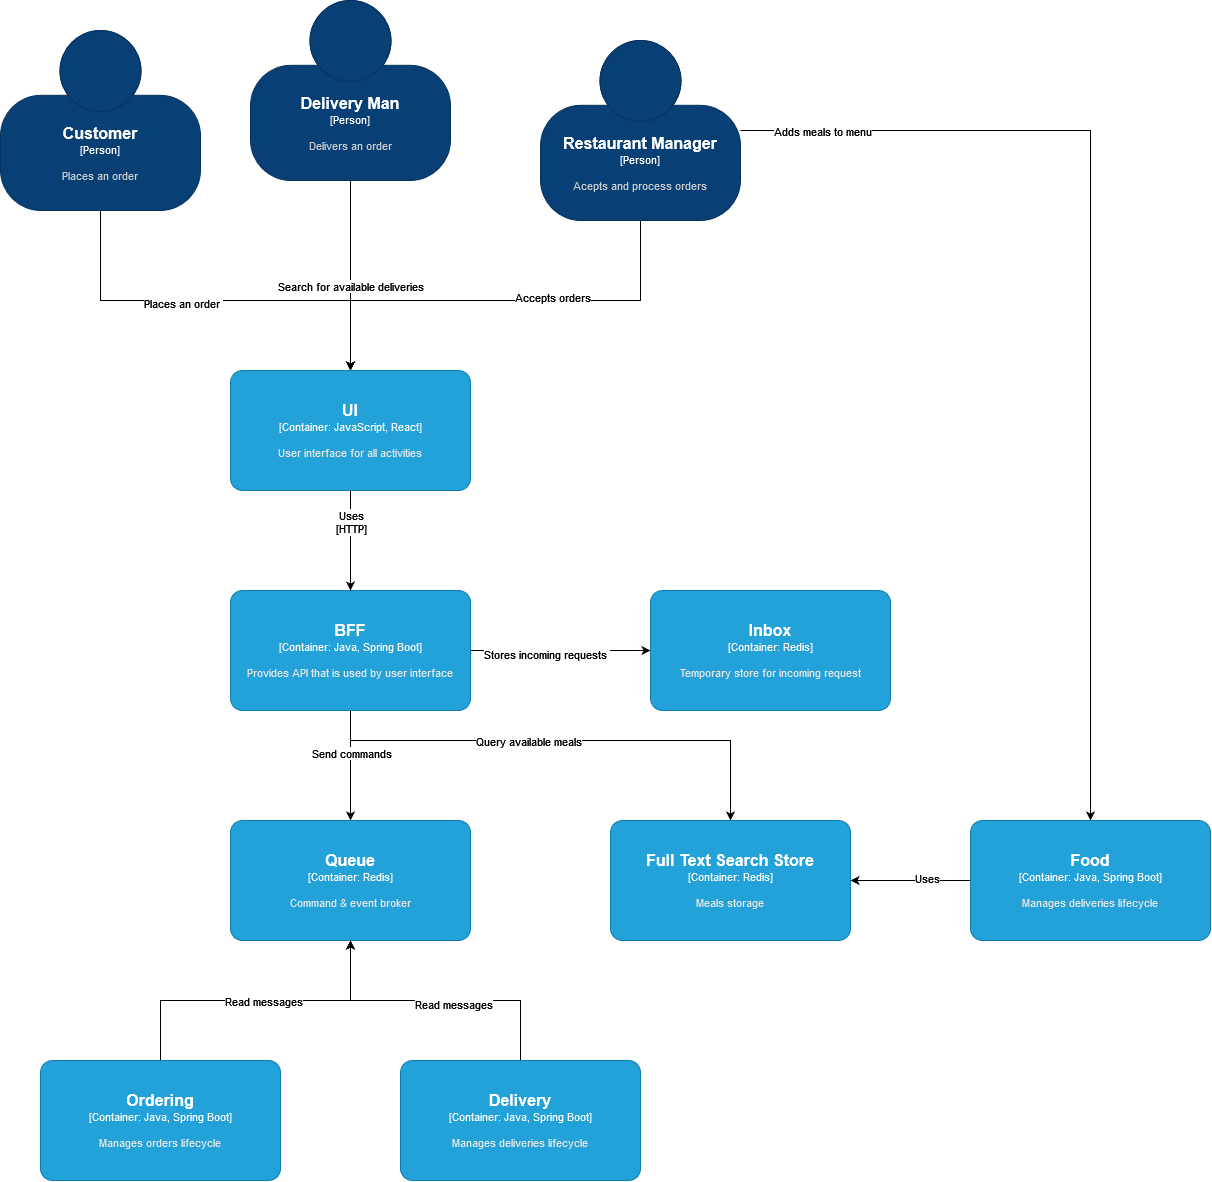 Delivery Man
[Person]
Delivers an order
Customer
[Person]
Places an order
Restaurant Manager
[Person]
Acepts and process orders
Adds meals to menu
Search for available deliveries
Places an order
Accepts orders
UI
[Container: JavaScript, React]
User interface for all activities
Uses
[HTTP]
BFF
[Container: Java, Spring Boot]
Provides API that is used by user interface
Stores incoming requests
Inbox
[Container: Redis]
Temporary store for incoming request
Query available meals
Send commands
Queue
[Container: Redis]
Command & event broker
Full Text Search Store
[Container: Redis]
Meals storage
Uses
Food
[Container: Java, Spring Boot]
Manages deliveries lifecycle
Read messages
Read messages
Ordering
[Container: Java, Spring Boot]
Manages orders lifecycle
Delivery
[Container: Java, Spring Boot]
Manages deliveries lifecycle